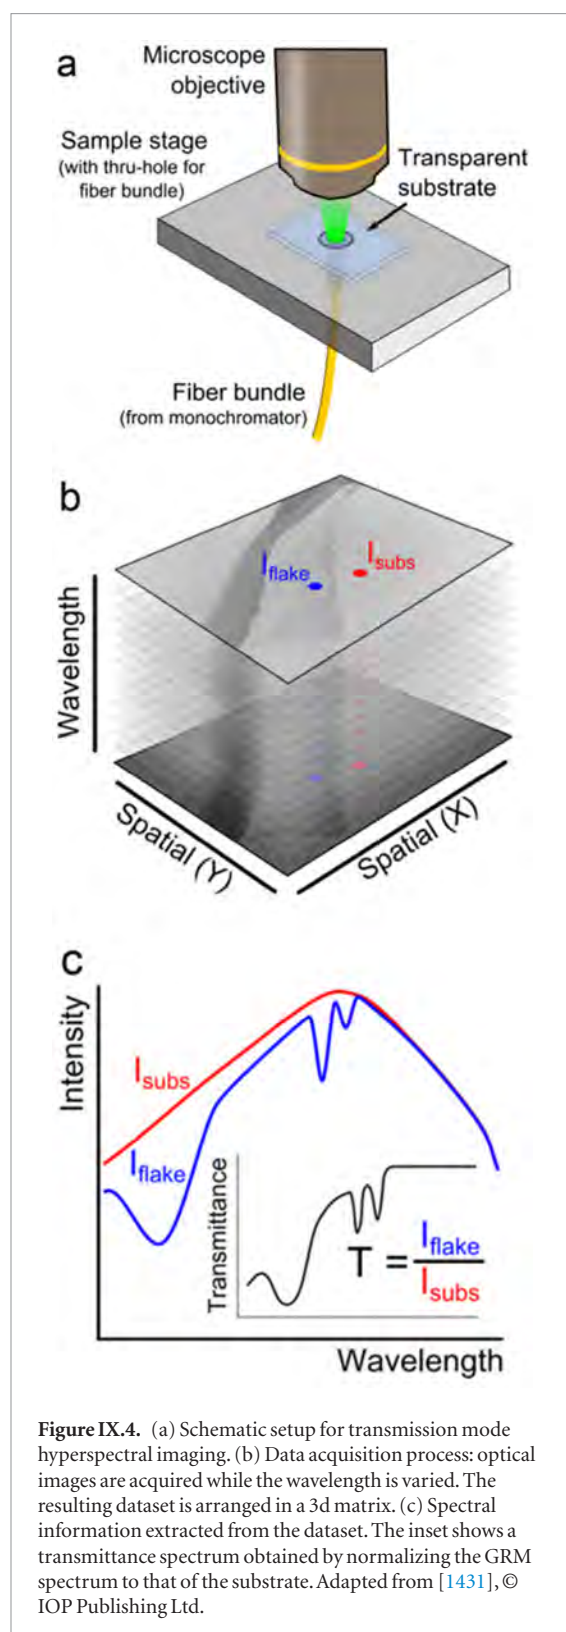 a
Microscope
objective
Sample stage
(with thru-hole for
fiber bundle)
Transparent
substrate
Fiber bundle
(from monochromator)
b
Iflake
Isubs
Wavelength
Spatial (Y)
Spatial (X)
c
Intensity
Isubs
Iflake
Transmittance
T = Iflake
Isubs
Wavelength
Figure IX.4. (a) Schematic setup for transmission mode
hyperspectral imaging. (b) Data acquisition process: optical
images are acquired while the wavelength is varied. The
resulting dataset is arranged in a 3d matrix. (c) Spectral
information extracted from the dataset. The inset shows a
transmittance spectrum obtained by normalizing the GRM
spectrum to that of the substrate. Adapted from [1431], ©
IOP Publishing Ltd.